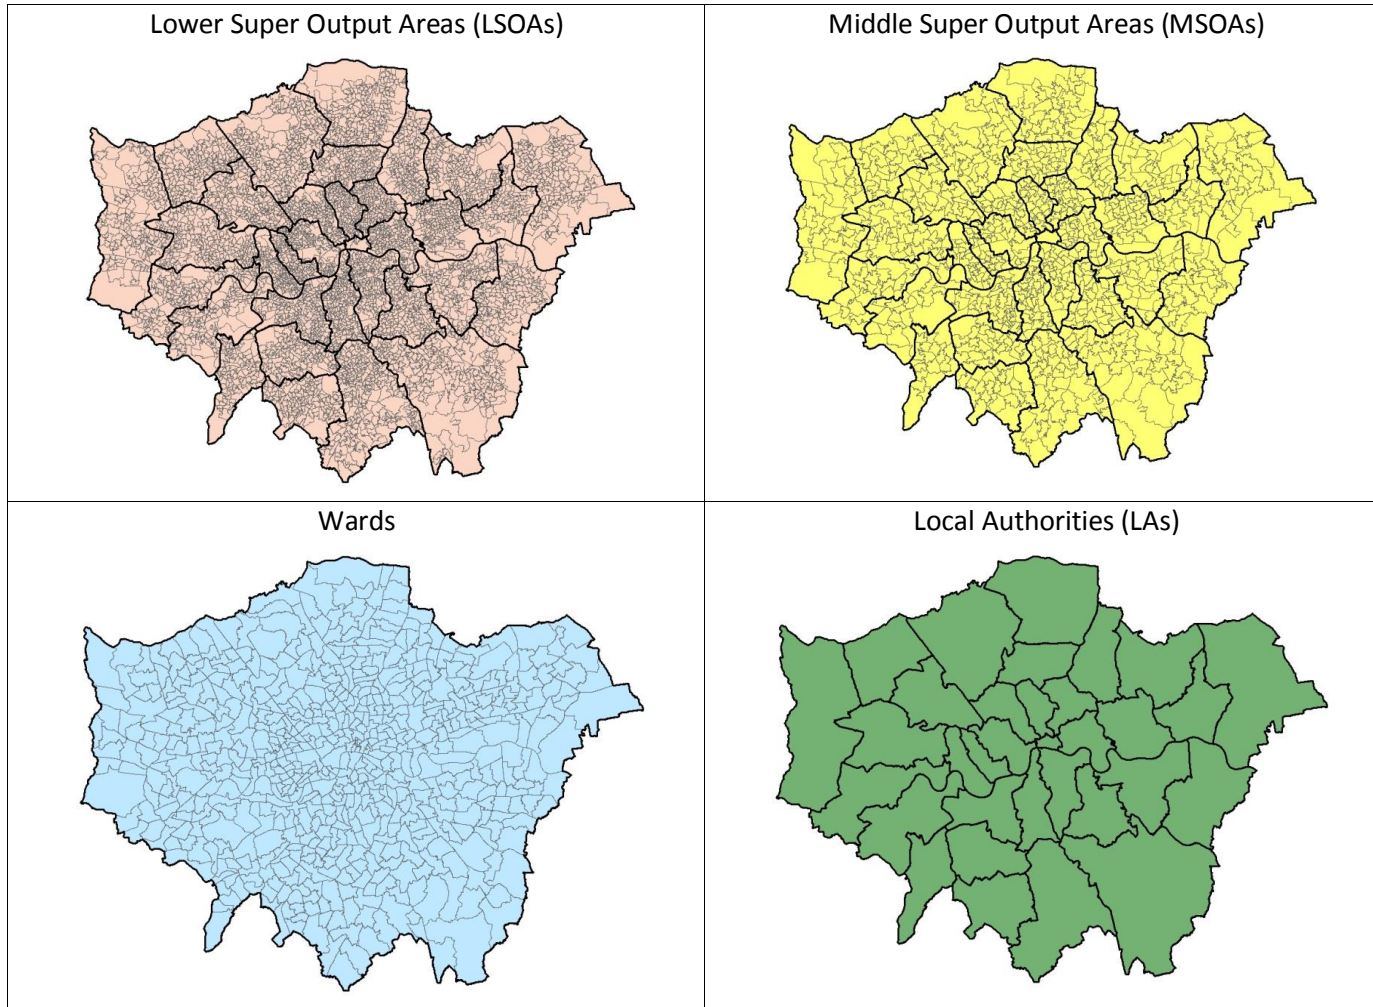 Lower Super Output Areas (LSOAs)
Middle Super Output Areas (MSOAs)
Wards
Local Authorities (LAs)